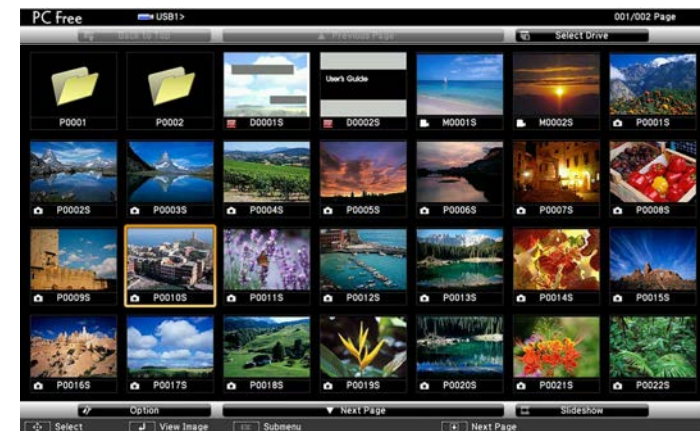 PC Free USB1> 001/002 Page
Back to Top Previous Page Select Drive
User's Guide
P0001 P0002 D0001S D0002S M0001S M0002S P0001S
P0002S P0003S P0004S P0005S P0006S P0007S P0008S
P0009S P0010S P0011S P0012S P0013S P0014S P0015S
P0016S P0017S P0018S P0019S P0020S P0021S P0022S
Option Next Page Slideshow
Select View Image Esc Submenu Next Page